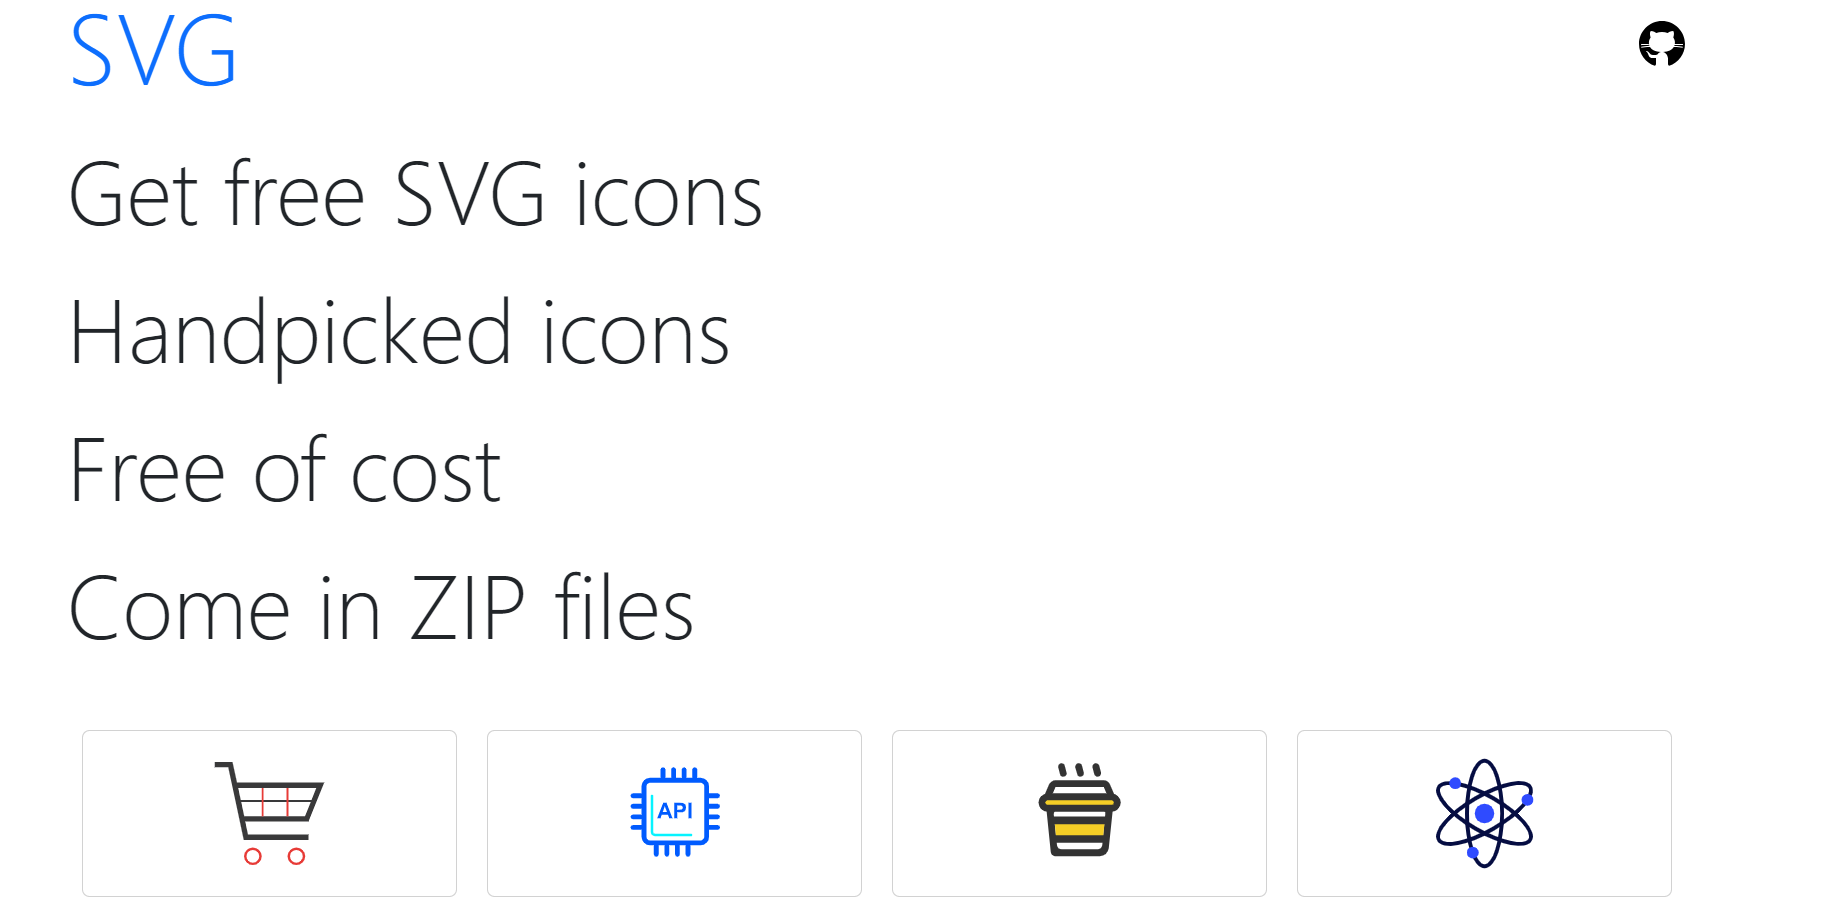 SVG
Get free SVG icons
Handpicked icons
Free of cost
Come in ZIP files
API